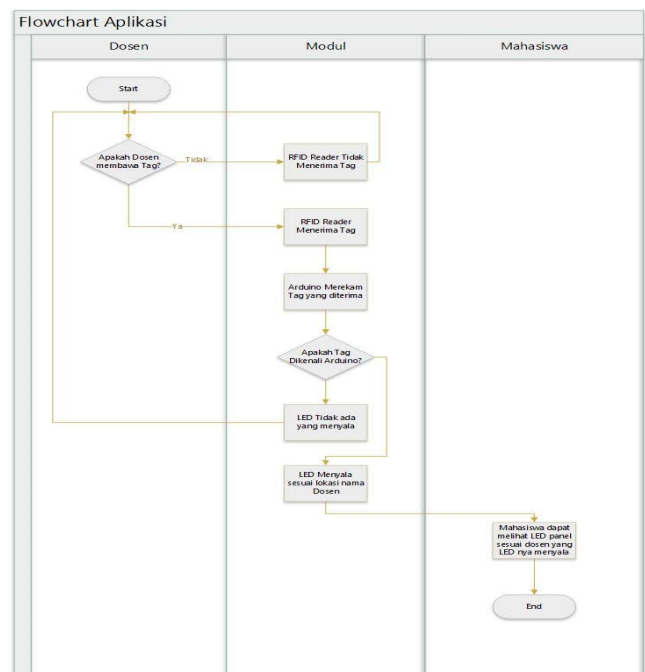 Flowchart Aplikasi
Dosen
Modul
Mahasiswa
Start
Apakah Dosen
membawa Tag?
Tidak
RFID Reader Tidak
Menerima Tag
Ya
RFID Reader
Menerima Tag
Arduino Merekam
Tag yang diterima
Apakah Tag
Dikenali Arduino?
LED Tidak ada
yang menyala
LED Menyala
sesuai lokasi nama
Dosen
Mahasiswa dapat
melihat LED panel
sesuai dosen yang
LED nya menyala
End